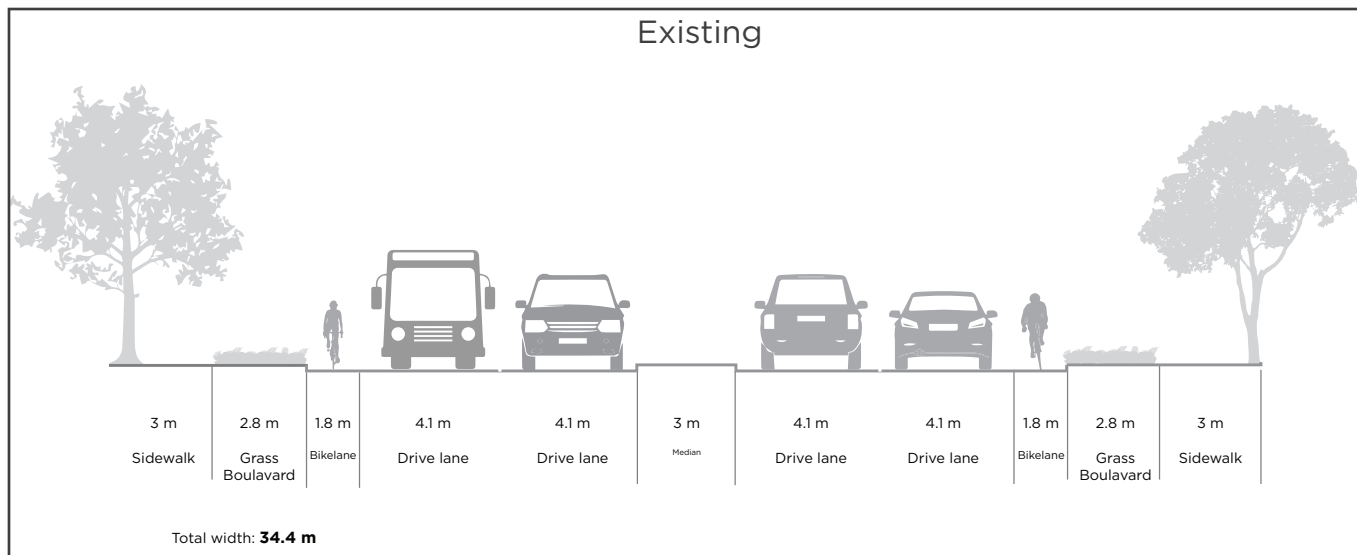 Existing
3 m
Sidewalk
2.8 m
Grass
Boulavard
1.8 m
Bikelane
4.1 m
Drive lane
4.1 m
Drive lane
3 m
Median
4.1 m
Drive lane
4.1 m
Drive lane
1.8 m
Bikelane
2.8 m
Grass
Boulavard
3 m
Sidewalk
Total width: 34.4 m